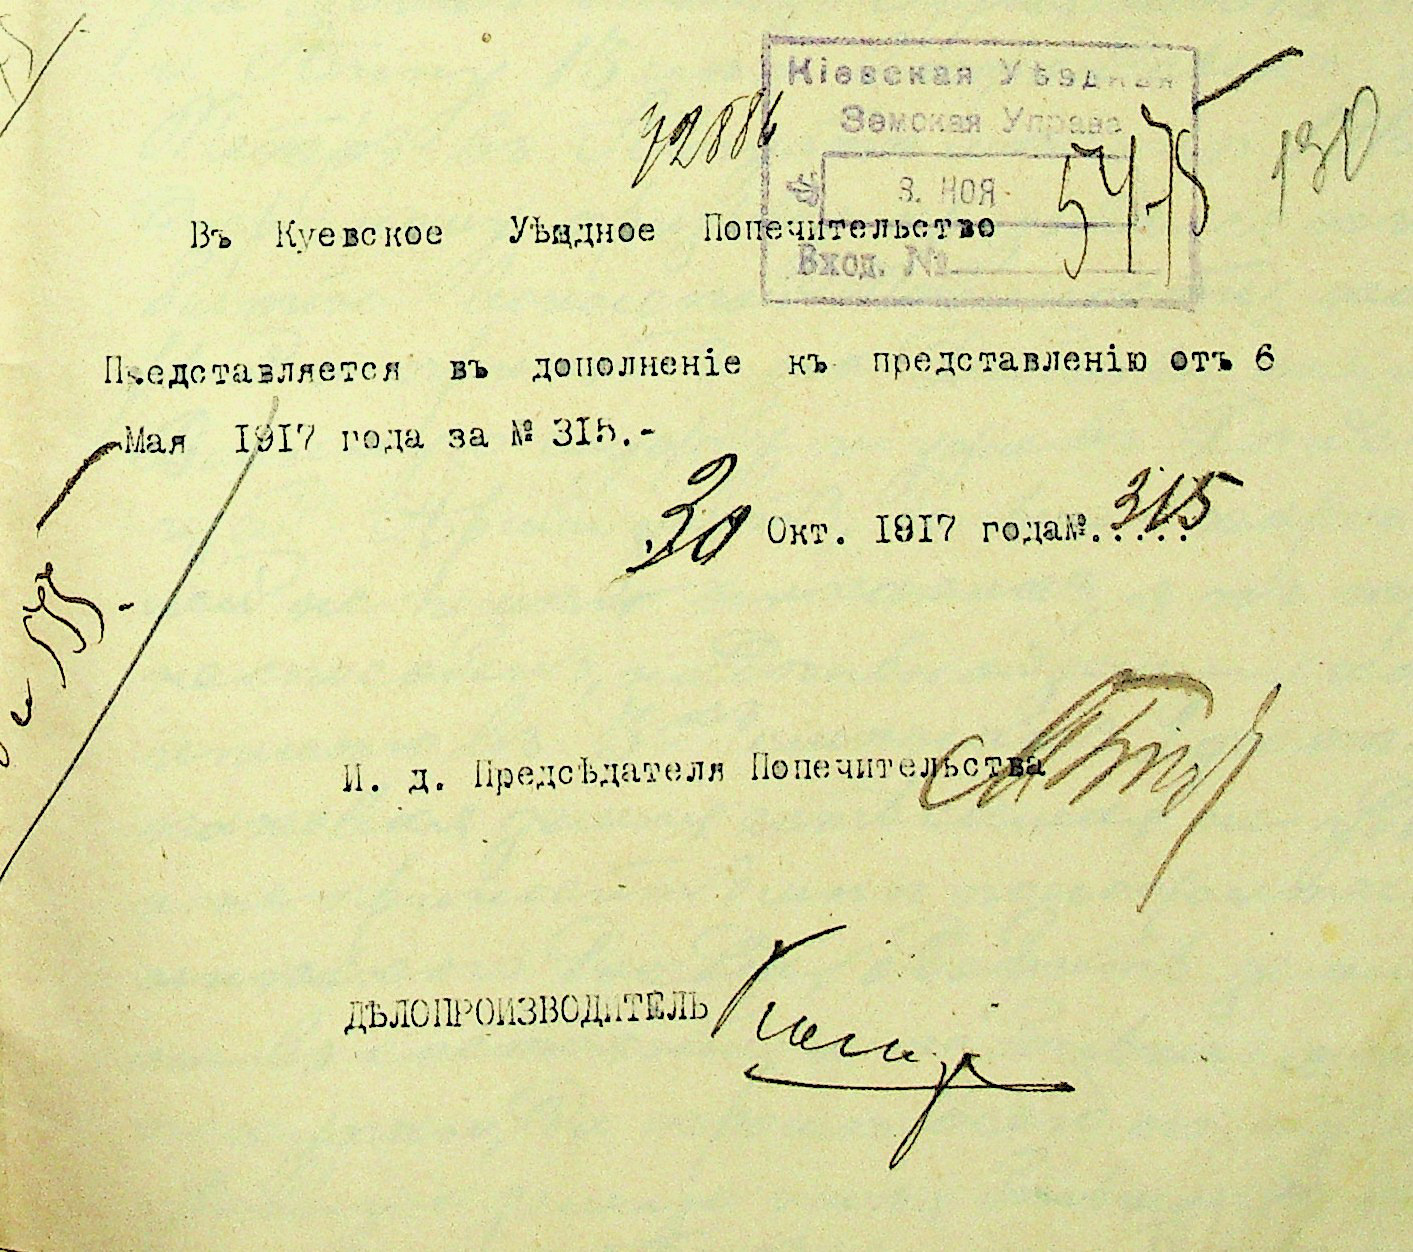 Кіевская Уѣздная
Земская Управа
72886
3. НОЯ
5475
130
Вход. №
Въ Куевское Уѣздное Попечительство
Представляется въ дополненіе къ представленію отъ 6
Мая 1917 года за № 315.-
30 Окт. 1917 года№..... 315
И. д. Предсѣдателя Попечительства
ДѢЛОПРОИЗВОДИТЕЛЬ